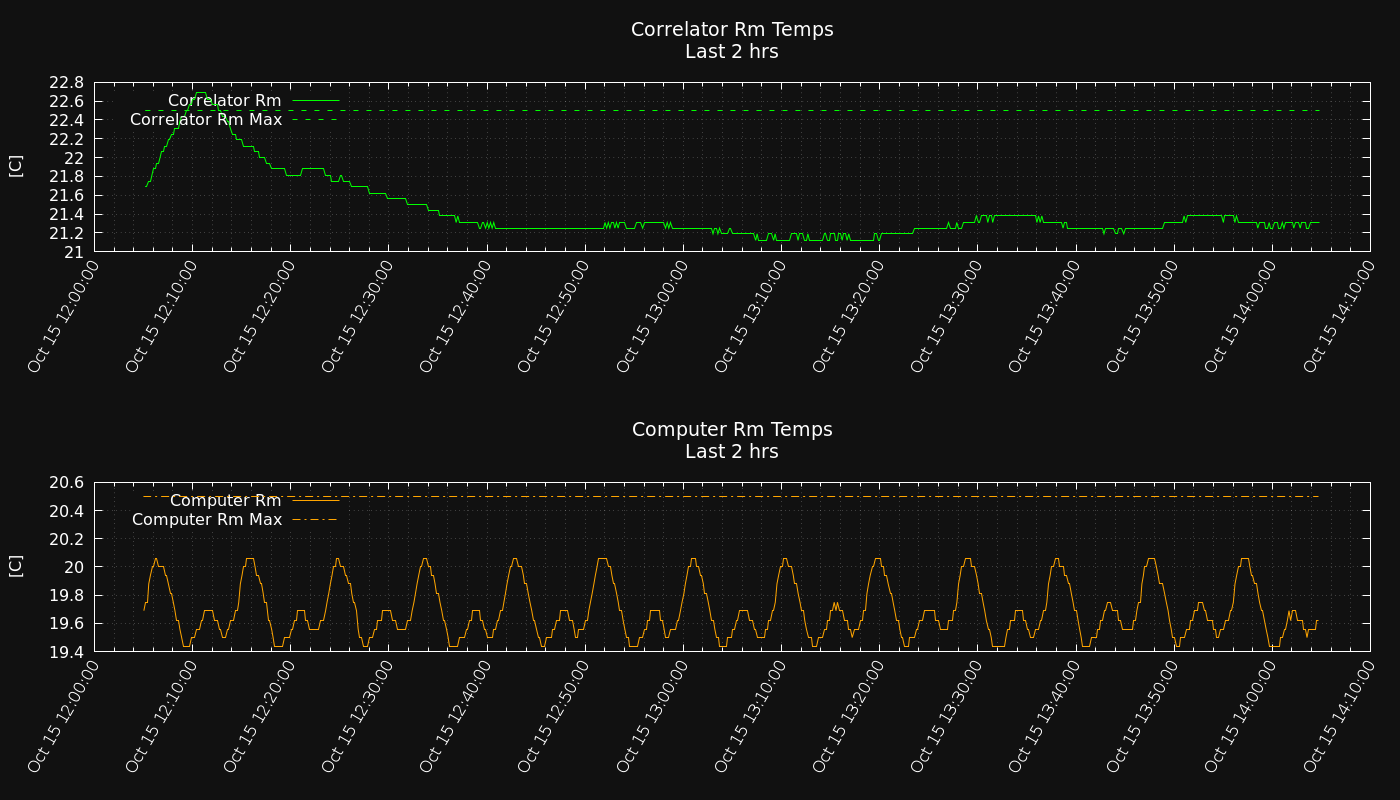 Correlator Rm Temps
Last 2 hrs
[C]
22.8
22.6
22.4
22.2
22
21.8
21.6
21.4
21.2
21
Correlator Rm
Correlator Rm Max
Oct 15 12:00:00
Oct 15 12:10:00
Oct 15 12:20:00
Oct 15 12:30:00
Oct 15 12:40:00
Oct 15 12:50:00
Oct 15 13:00:00
Oct 15 13:10:00
Oct 15 13:20:00
Oct 15 13:30:00
Oct 15 13:40:00
Oct 15 13:50:00
Oct 15 14:00:00
Oct 15 14:10:00
Computer Rm Temps
Last 2 hrs
[C]
20.6
20.4
20.2
20
19.8
19.6
19.4
Computer Rm
Computer Rm Max
Oct 15 12:00:00
Oct 15 12:10:00
Oct 15 12:20:00
Oct 15 12:30:00
Oct 15 12:40:00
Oct 15 12:50:00
Oct 15 13:00:00
Oct 15 13:10:00
Oct 15 13:20:00
Oct 15 13:30:00
Oct 15 13:40:00
Oct 15 13:50:00
Oct 15 14:00:00
Oct 15 14:10:00